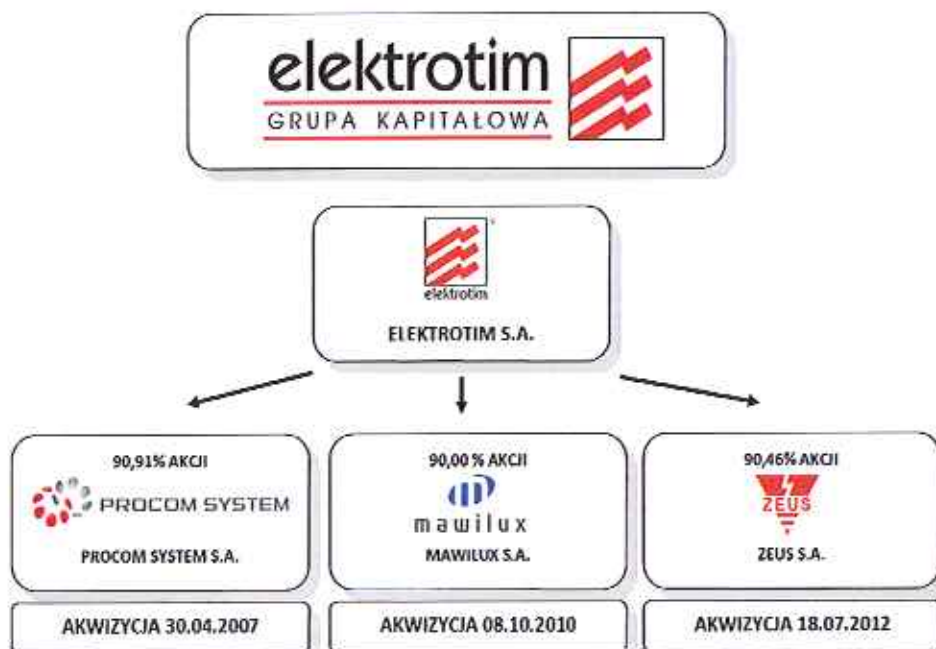 elektrotim
GRUPA KAPITAŁOWA
elektrotim
ELEKTROTIM S.A.
90,91% AKCJI
PROCOM SYSTEM
PROCOM SYSTEM S.A.
90,00 % AKCJI
mawilux
MAWILUX S.A.
90,46% AKCJI
ZEUS
ZEUS S.A.
AKWIZYCJA 30.04.2007
AKWIZYCJA 08.10.2010
AKWIZYCJA 18.07.2012